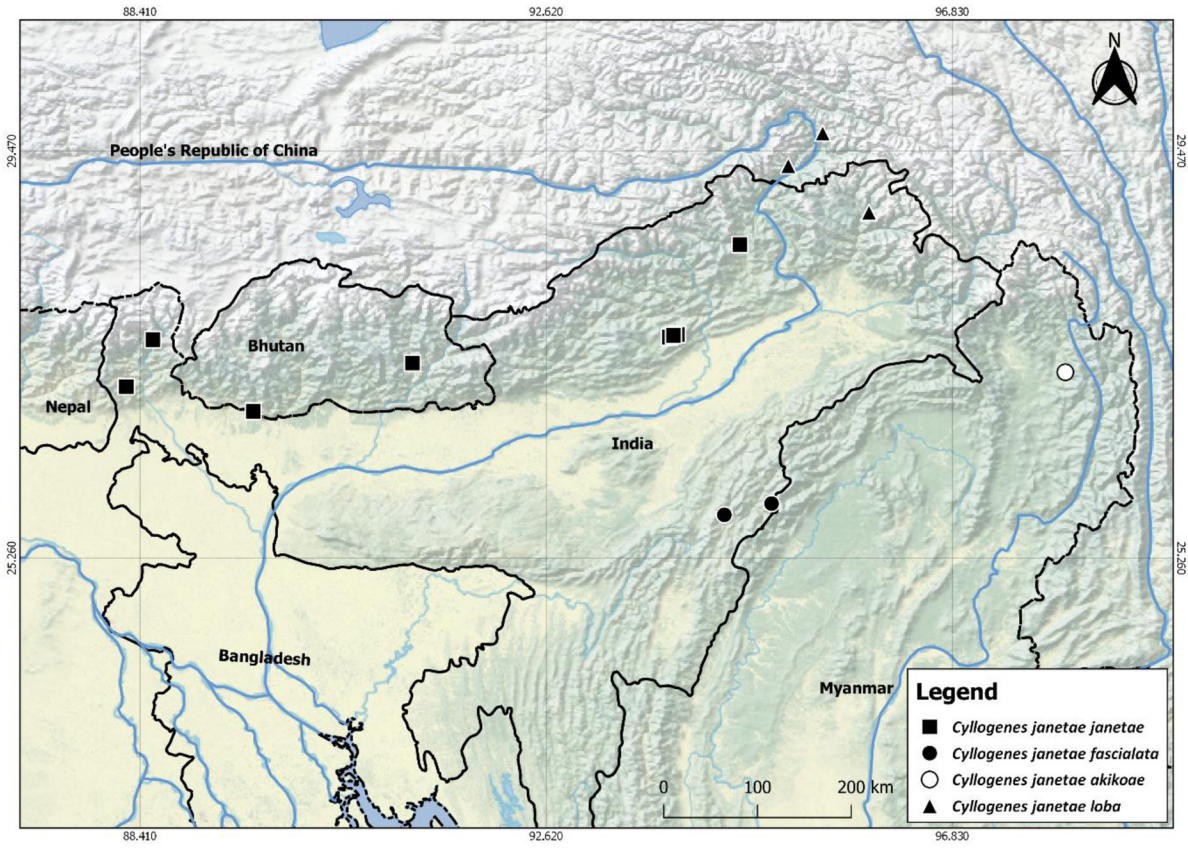 88.410 92.620 96.830
N
29.470 29.470
People's Republic of China
Bhutan
Nepal
India
25.260 25.260
Bangladesh
Myanmar
Legend
Cyllogenes janetae janetae
Cyllogenes janetae fascialata
Cyllogenes janetae akikoae
Cyllogenes janetae loba
0 100 200 km
88.410 92.620 96.830